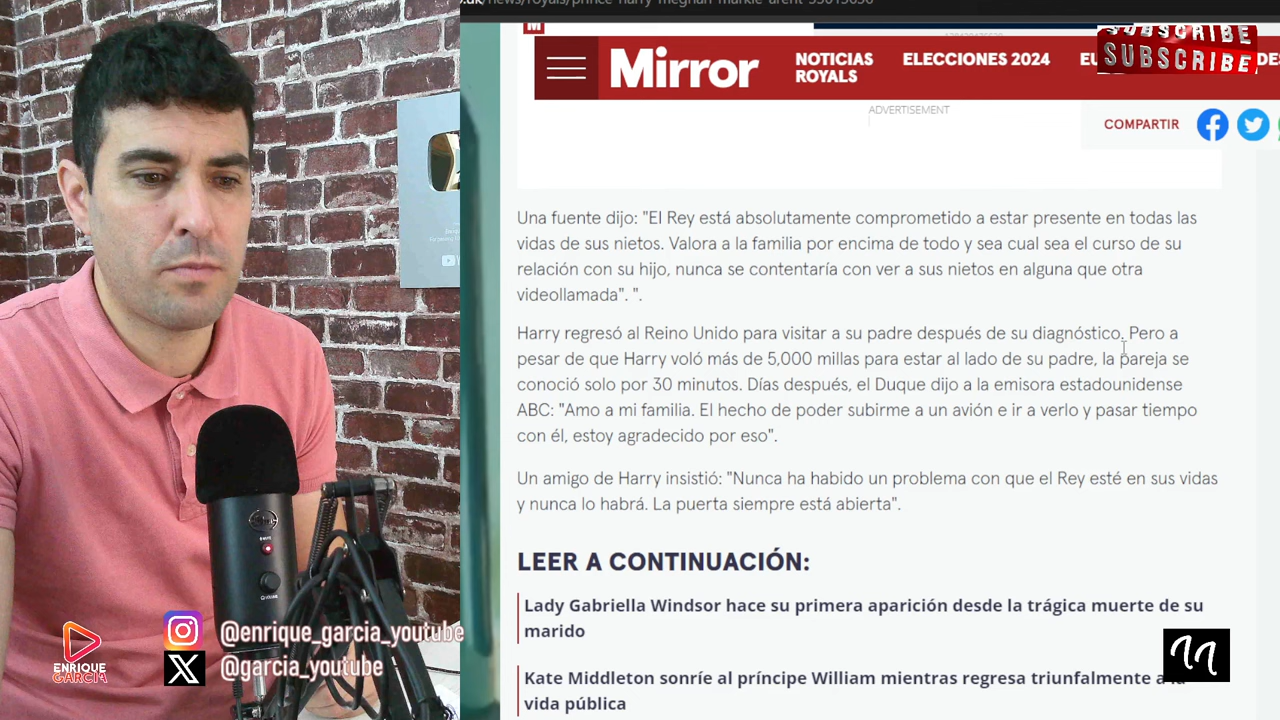 /news/royals/prince-harry-meghan-markle-arent-33015630
SUBSCRIBE
SUBSCRIBE
M
Mirror
NOTICIAS
ROYALS
ELECCIONES 2024
ADVERTISEMENT
COMPARTIR
Una fuente dijo: "El Rey está absolutamente comprometido a estar presente en todas las
vidas de sus nietos. Valora a la familia por encima de todo y sea cual sea el curso de su
relación con su hijo, nunca se contentaría con ver a sus nietos en alguna que otra
videollamada". ".
Harry regresó al Reino Unido para visitar a su padre después de su diagnóstico. Pero a
pesar de que Harry voló más de 5,000 millas para estar al lado de su padre, la pareja se
conoció solo por 30 minutos. Días después, el Duque dijo a la emisora estadounidense
ABC: "Amo a mi familia. El hecho de poder subirme a un avión e ir a verlo y pasar tiempo
con él, estoy agradecido por eso".
Un amigo de Harry insistió: "Nunca ha habido un problema con que el Rey esté en sus vidas
y nunca lo habrá. La puerta siempre está abierta".
LEER A CONTINUACIÓN:
Lady Gabriella Windsor hace su primera aparición desde la trágica muerte de su
marido
Kate Middleton sonríe al príncipe William mientras regresa triunfalmente a la
vida pública
@enrique_garcia_youtube
@garcia_youtube
ENRIQUE
GARCIA